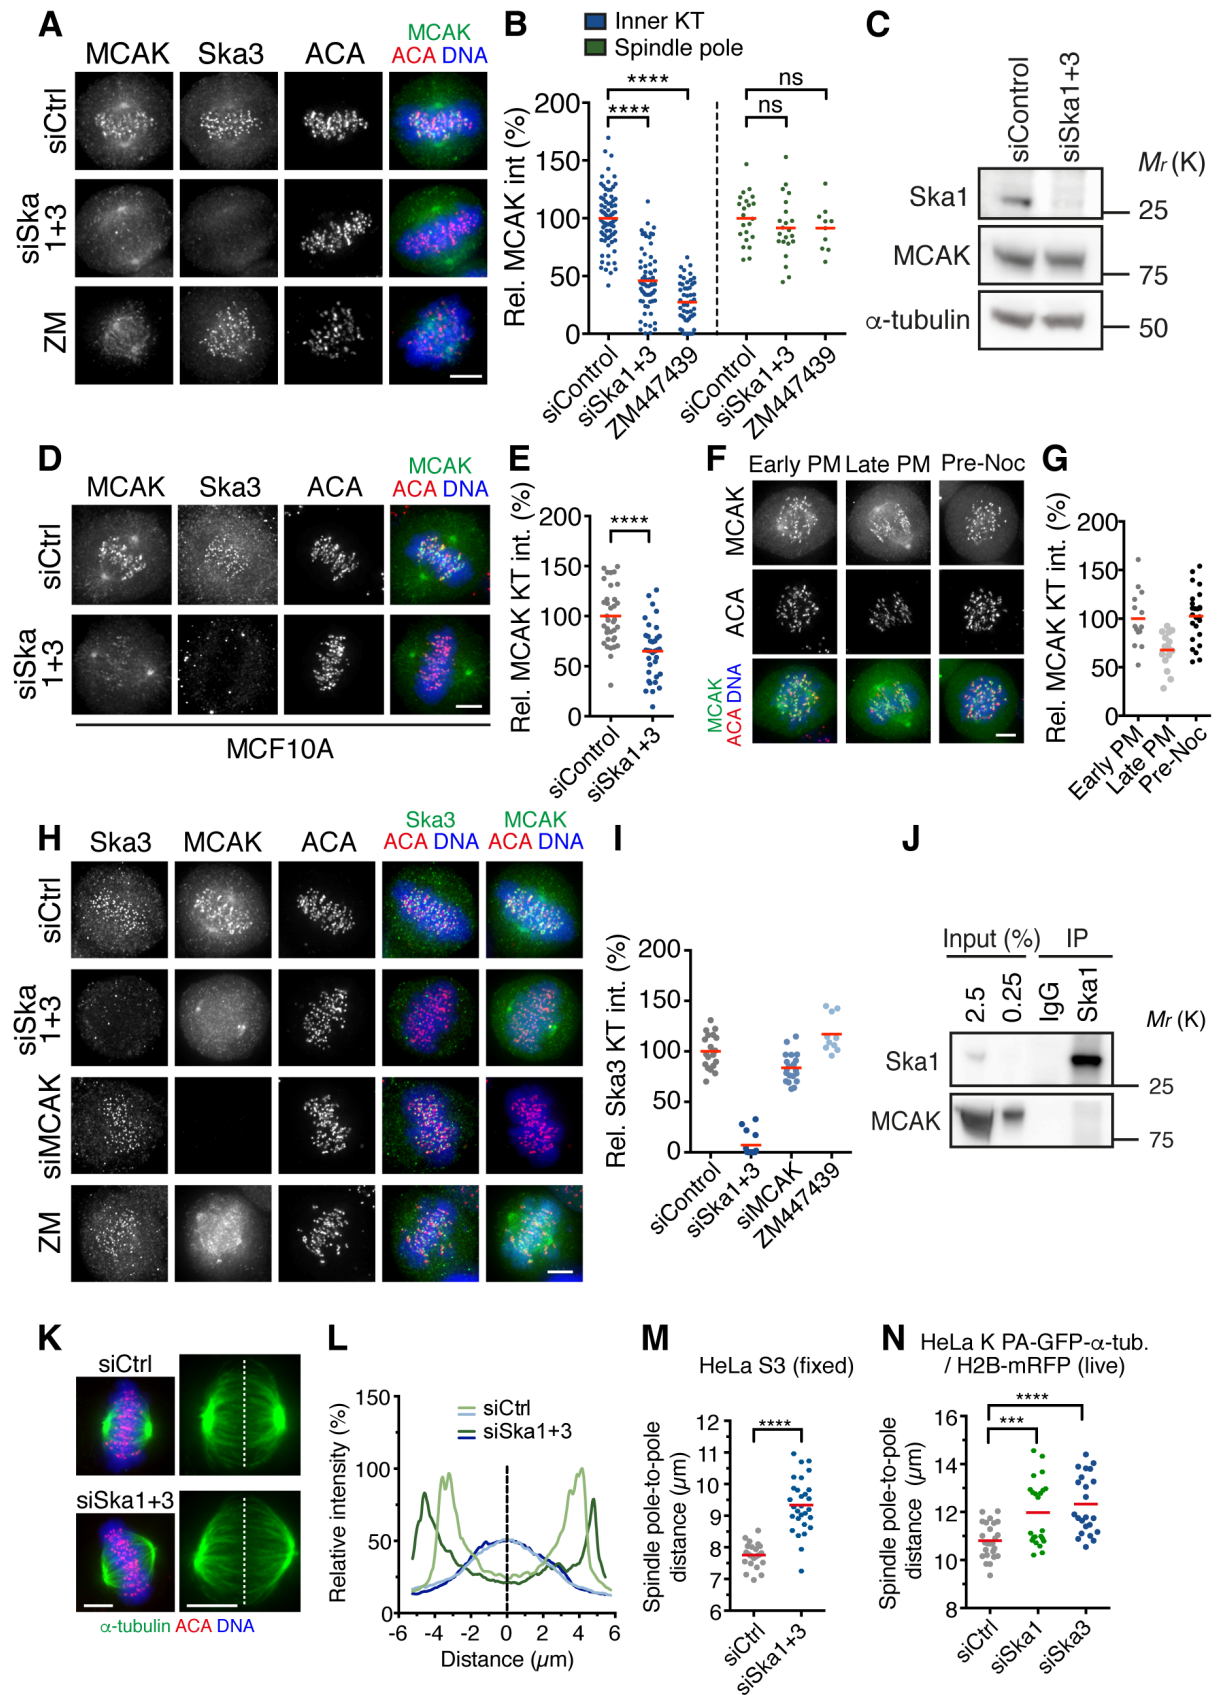 A
MCAK Ska3 ACA MCAK
ACA DNA
siCtrl
siSka
1+3
ZM
B
Inner KT
Spindle pole
Rel. MCAK int (%)
200
150
100
50
0
**** ****
ns ns
siControl siSka1+3 ZM447439 siControl siSka1+3 ZM447439
C
siControl siSka1+3
Mr (K)
Ska1 25
MCAK 75
α-tubulin 50
D
MCAK Ska3 ACA MCAK
ACA DNA
siCtrl
siSka
1+3
MCF10A
E
Rel. MCAK KT int. (%)
200
150
100
50
0
****
siControl siSka1+3
F
Early PM Late PM Pre-Noc
MCAK
ACA
MCAK
ACA DNA
G
Rel. MCAK KT int. (%)
200
150
100
50
0
Early PM Late PM Pre-Noc
H
Ska3 MCAK ACA Ska3
ACA DNA MCAK
ACA DNA
siCtrl
siSka
1+3
siMCAK
ZM
I
Rel. Ska3 KT int. (%)
200
150
100
50
0
siControl siSka1+3 siMCAK ZM447439
J
Input (%) IP
2.5 0.25 IgG Ska1
Mr (K)
Ska1 25
MCAK 75
K
siCtrl
siSka1+3
α-tubulin ACA DNA
L
Relative intensity (%)
150
100
50
0
siCtrl
siSka1+3
-6 -4 -2 0 2 4 6
Distance (µm)
M
HeLa S3 (fixed)
Spindle pole-to-pole
distance (µm)
12
11
10
9
8
7
6
****
siCtrl siSka1+3
N
HeLa K PA-GFP-α-tub.
/ H2B-mRFP (live)
Spindle pole-to-pole
distance (µm)
16
14
12
10
8
****
***
siCtrl siSka1 siSka3